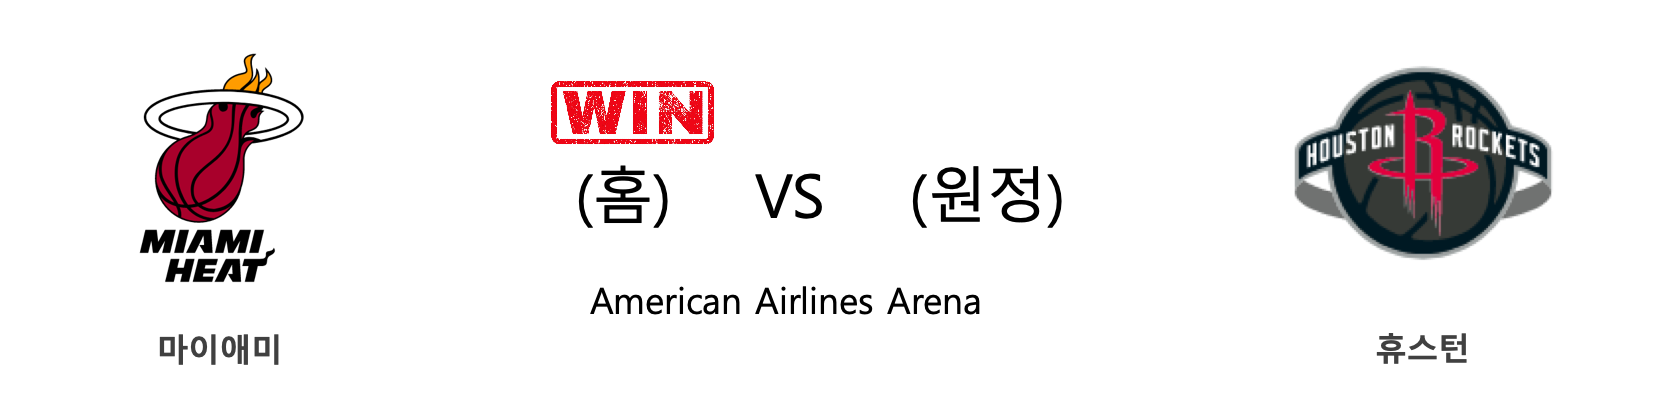 WIN
(홈) VS (원정)
HOUSTON ROCKETS
MIAMI
HEAT
American Airlines Arena
마이애미 휴스턴